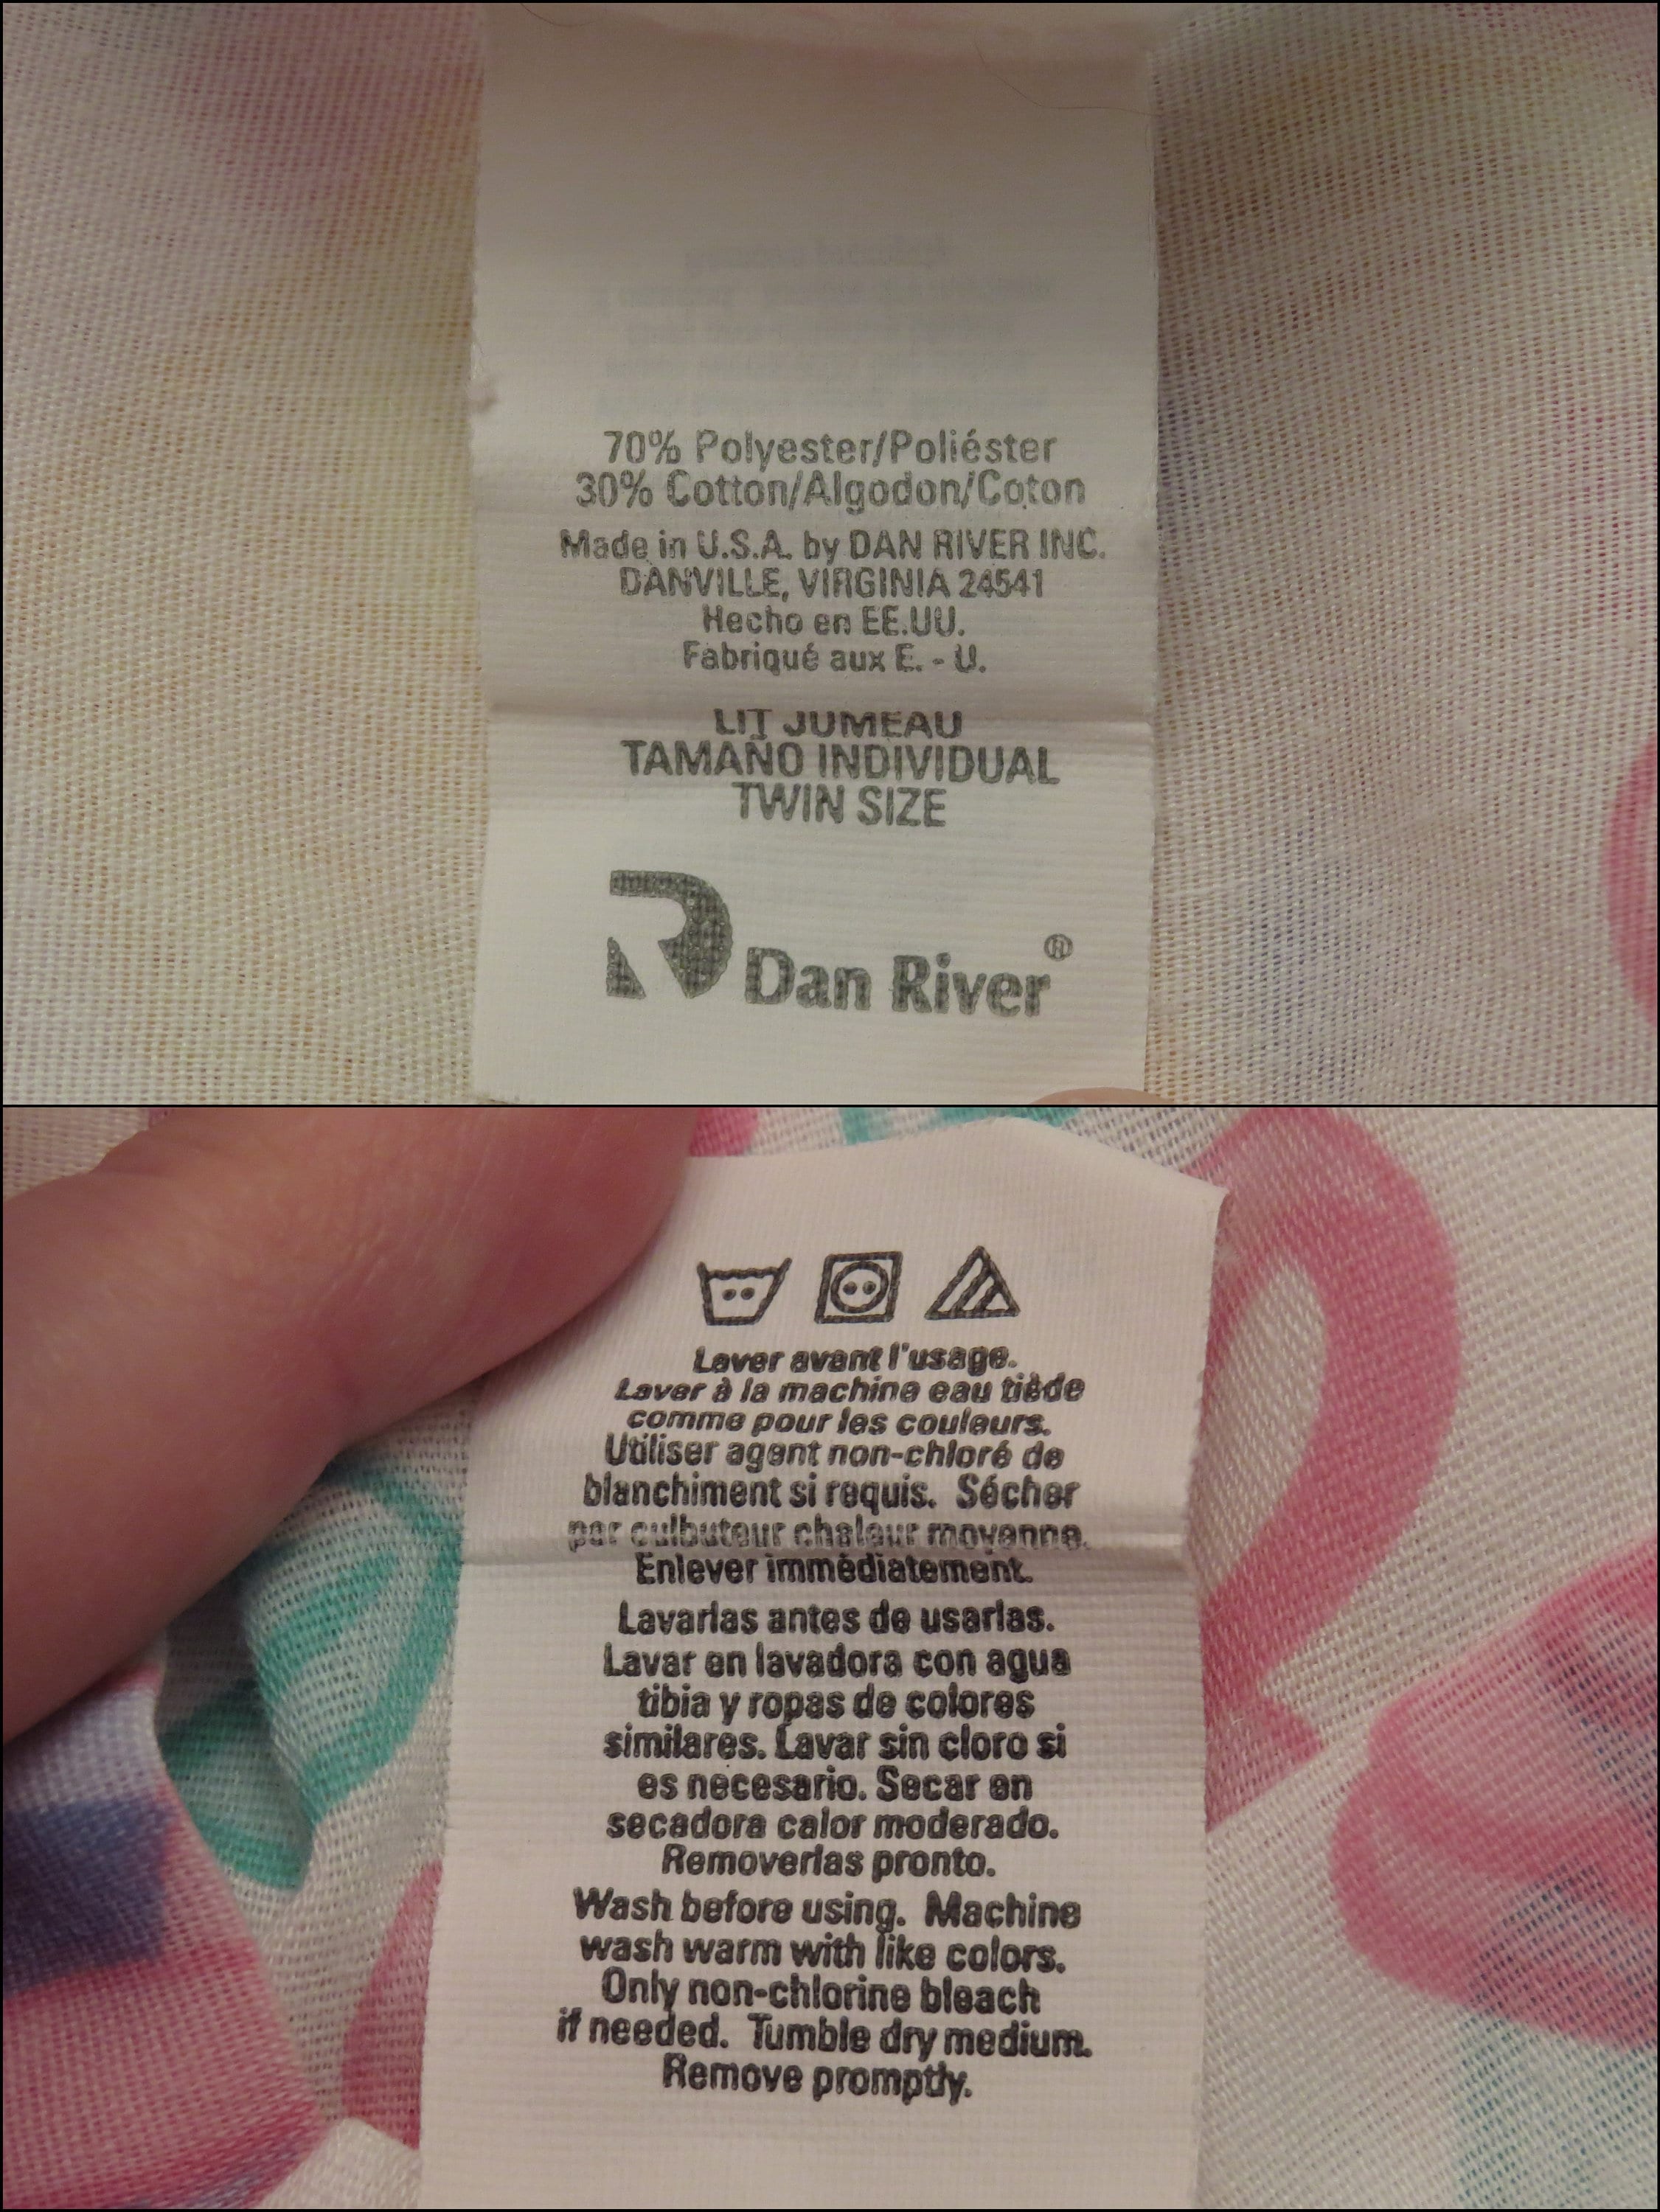 70% Polyester/Poliéster
30% Cotton/Algodon/Coton
Made in U.S.A. by DAN RIVER INC.
DANVILLE, VIRGINIA 24541
Hecho en EE.UU.
Fabriqué aux E. - U.
LIT JUMEAU
TAMAÑO INDIVIDUAL
TWIN SIZE
Dan River®
Laver avant l'usage.
Laver à la machine eau tiède
comme pour les couleurs.
Utiliser agent non-chloré de
blanchiment si requis. Sécher
par culbuteur chaleur moyenne.
Enlever immédiatement.
Lavarlas antes de usarlas.
Lavar en lavadora con agua
tibia y ropas de colores
similares. Lavar sin cloro si
es necesario. Secar en
secadora calor moderado.
Removerlas pronto.
Wash before using. Machine
wash warm with like colors.
Only non-chlorine bleach
if needed. Tumble dry medium.
Remove promptly.